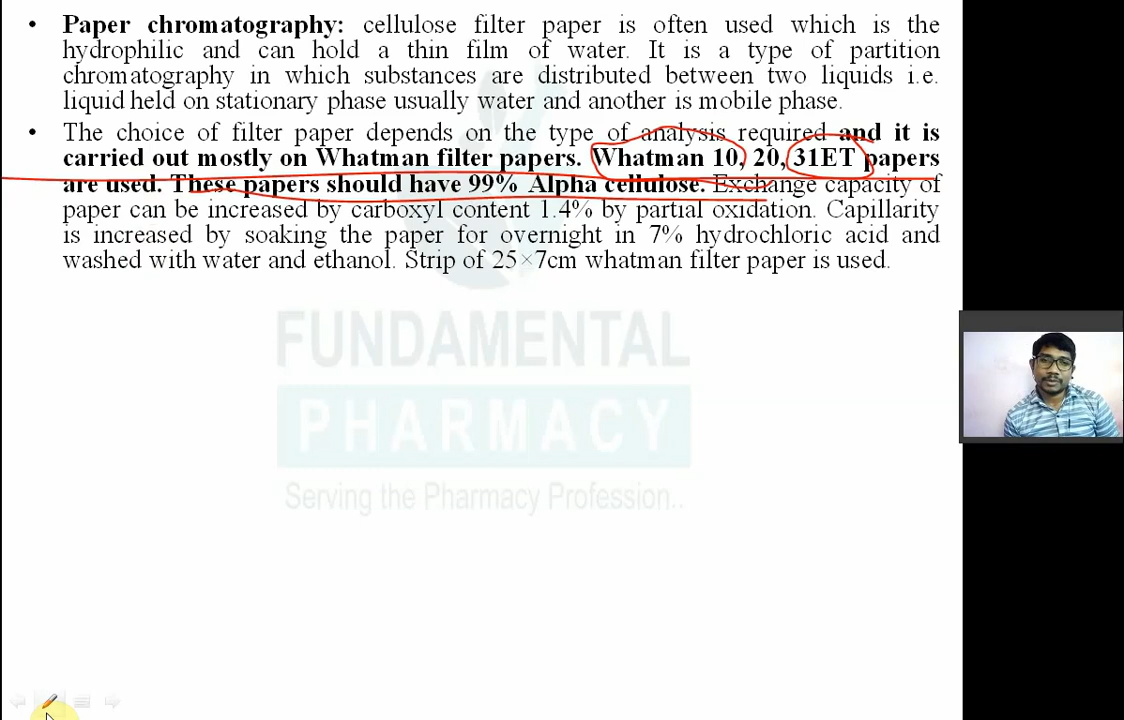 • Paper chromatography: cellulose filter paper is often used which is the
hydrophilic and can hold a thin film of water. It is a type of partition
chromatography in which substances are distributed between two liquids i.e.
liquid held on stationary phase usually water and another is mobile phase.
• The choice of filter paper depends on the type of analysis required and it is
carried out mostly on Whatman filter papers. Whatman 10, 20, 31ET papers
are used. These papers should have 99% Alpha cellulose. Exchange capacity of
paper can be increased by carboxyl content 1.4% by partial oxidation. Capillarity
is increased by soaking the paper for overnight in 7% hydrochloric acid and
washed with water and ethanol. Strip of 25×7cm whatman filter paper is used.
FUNDAMENTAL
PHARMACY
Serving the Pharmacy Profession..